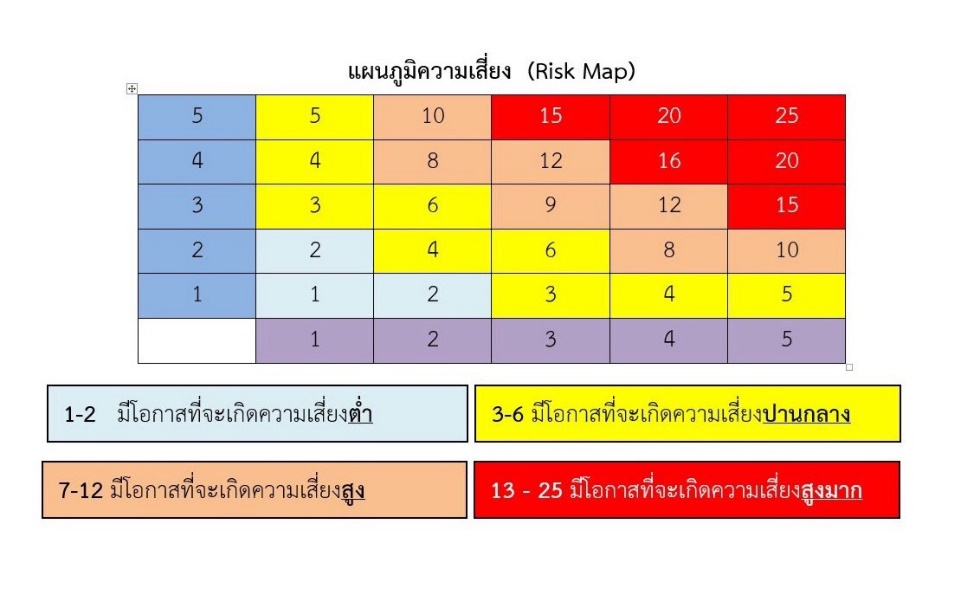 แผนภูมิความเสี่ยง (Risk Map)
5 5 10 15 20 25
4 4 8 12 16 20
3 3 6 9 12 15
2 2 4 6 8 10
1 1 2 3 4 5
1 2 3 4 5
1-2 มีโอกาสที่จะเกิดความเสี่ยงต่ำ
3-6 มีโอกาสที่จะเกิดความเสี่ยงปานกลาง
7-12 มีโอกาสที่จะเกิดความเสี่ยงสูง
13 - 25 มีโอกาสที่จะเกิดความเสี่ยงสูงมาก